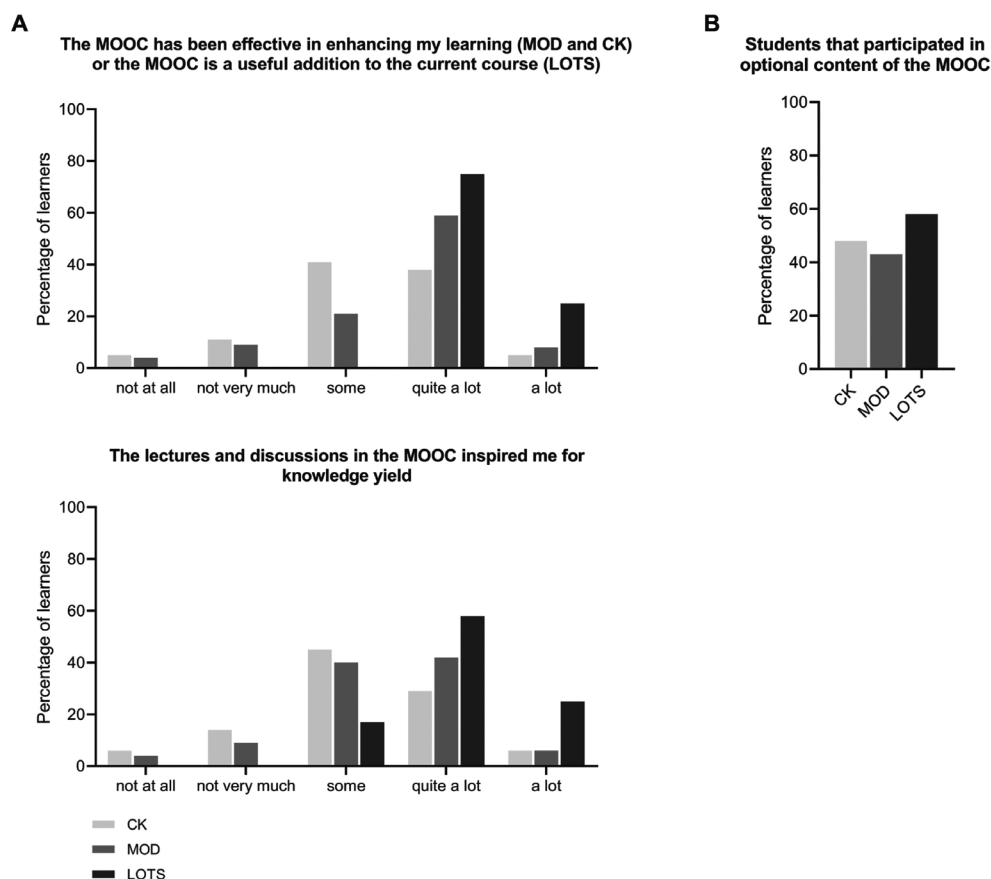 A
The MOOC has been effective in enhancing my learning (MOD and CK)
or the MOOC is a useful addition to the current course (LOTS)
Percentage of learners
100
80
60
40
20
0
not at all
not very much
some
quite a lot
a lot
B
Students that participated in
optional content of the MOOC
Percentage of learners
100
80
60
40
20
0
CK
MOD
LOTS
The lectures and discussions in the MOOC inspired me for
knowledge yield
Percentage of learners
100
80
60
40
20
0
not at all
not very much
some
quite a lot
a lot
CK
MOD
LOTS